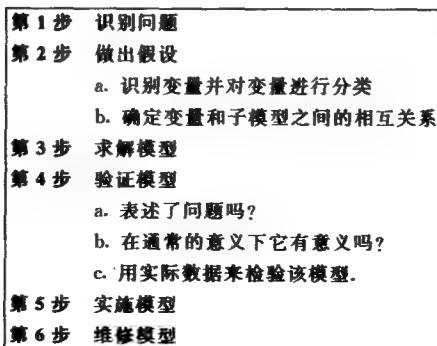 第1步 识别问题
第2步 做出假设
a. 识别变量并对变量进行分类
b. 确定变量和子模型之间的相互关系
第3步 求解模型
第4步 验证模型
a. 表述了问题吗?
b. 在通常的意义下它有意义吗?
c. 用实际数据来检验该模型.
第5步 实施模型
第6步 维修模型